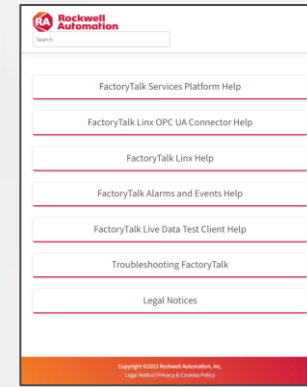 RA Rockwell
Automation
Search
FactoryTalk Services Platform Help
FactoryTalk Linx OPC UA Connector Help
FactoryTalk Linx Help
FactoryTalk Alarms and Events Help
FactoryTalk Live Data Test Client Help
Troubleshooting FactoryTalk
Legal Notices
Copyright ©2023 Rockwell Automation, Inc.
Legal Notice | Privacy & Cookies Policy